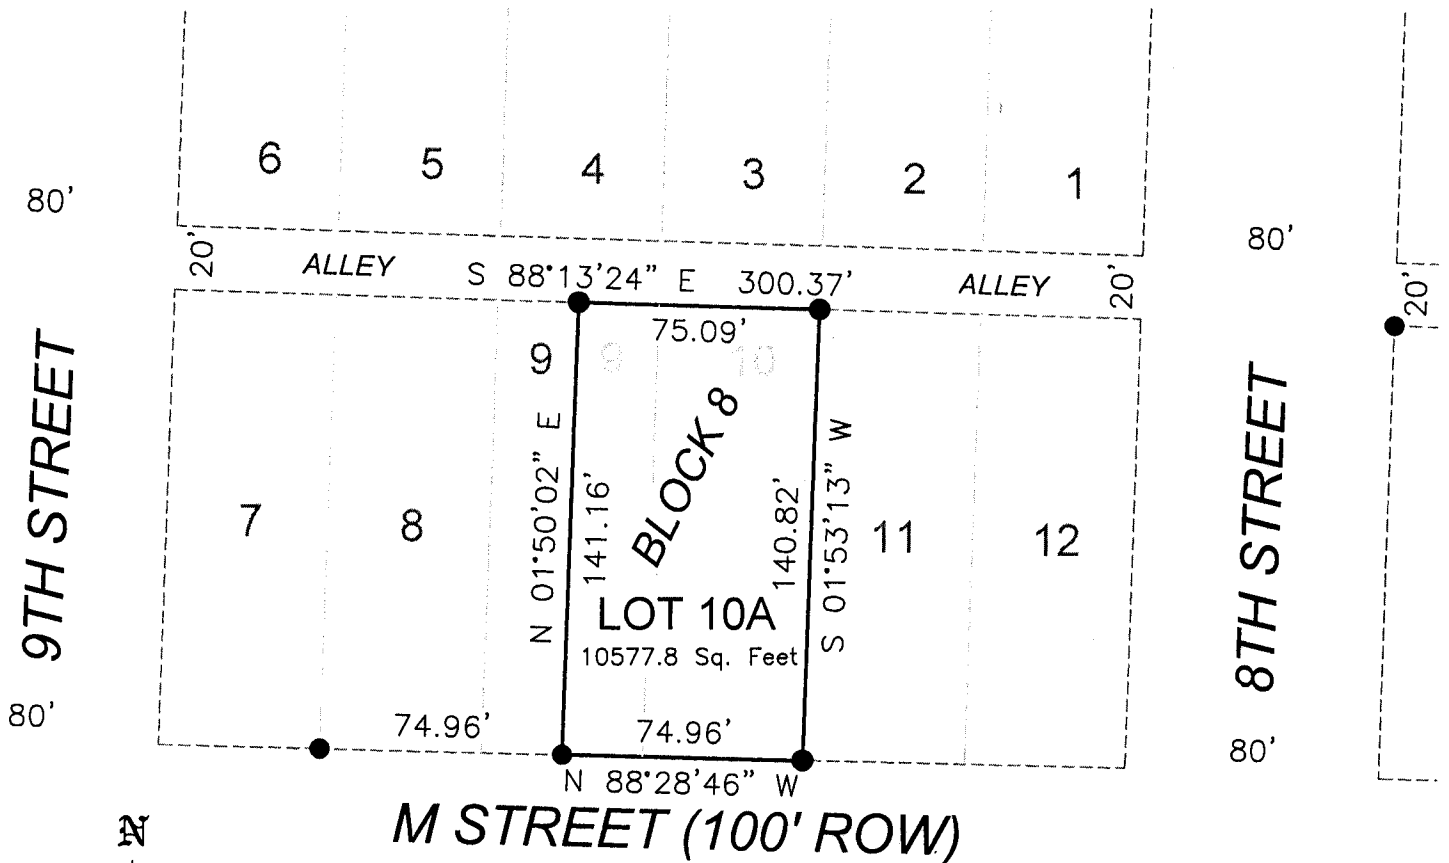 6
5
4
3
2
1
80'
80'
20'
ALLEY
S 88°13'24" E 300.37'
ALLEY
20'
20'
75.09'
9
9
10
9TH STREET
8TH STREET
BLOCK 8
N 01°50'02" E
141.16'
140.82'
S 01°53'13" W
7
8
11
12
LOT 10A
10577.8 Sq. Feet
80'
74.96'
74.96'
80'
N 88°28'46" W
M STREET (100' ROW)
N